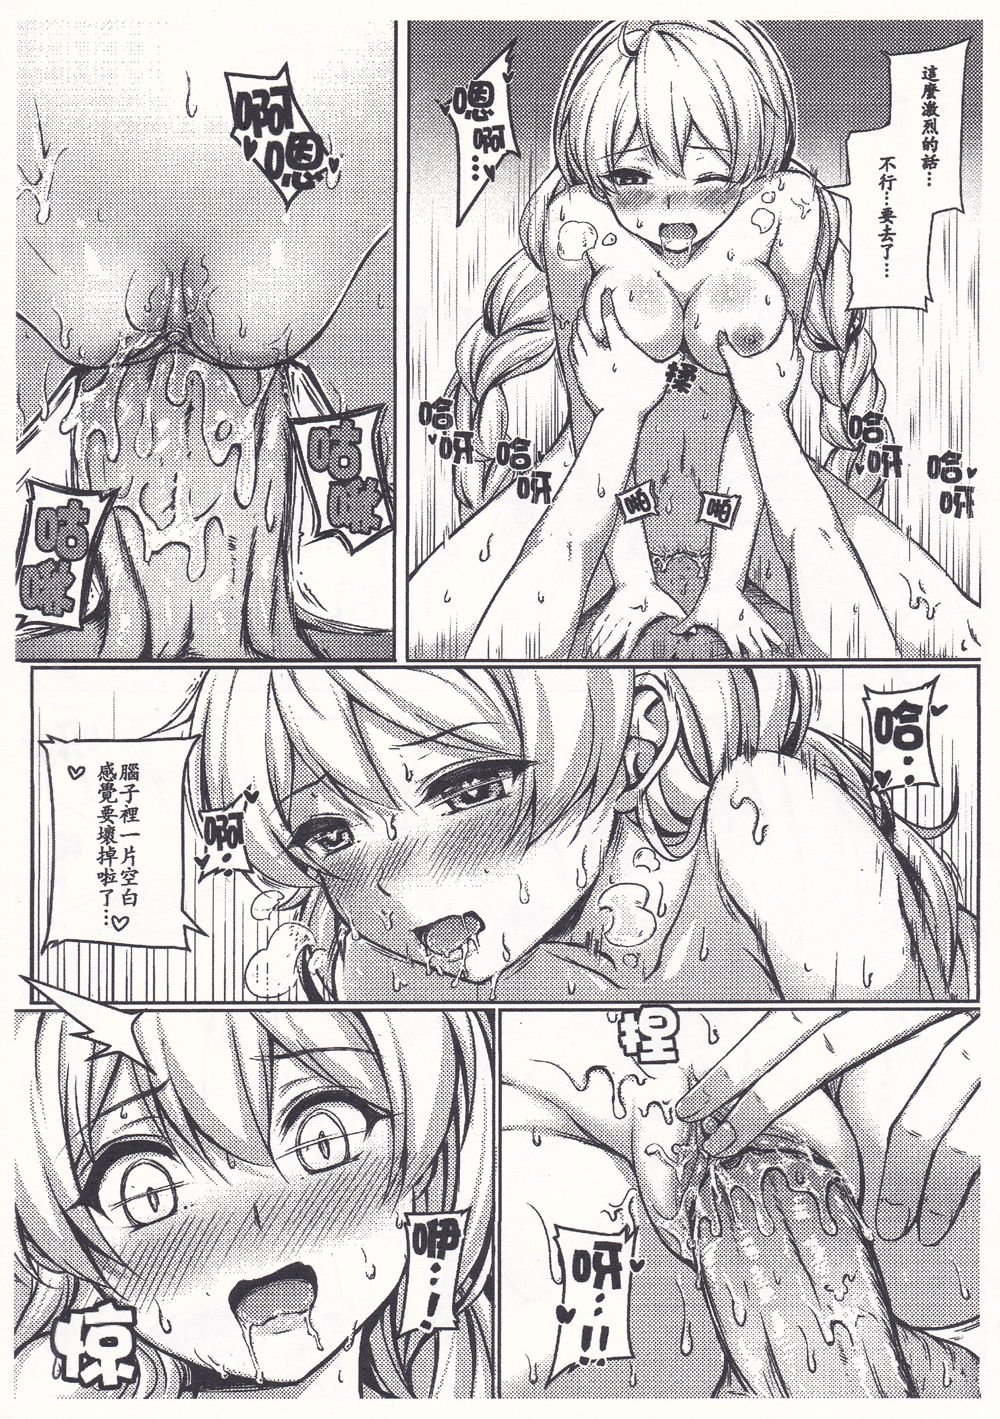 這麼激烈的話…
不行…要去了…
嗯
啊
…
揉
哈
呀
哈
呀
哈
呀
哈
呀
啪
啪
啊
嗯
咕
咪
咕
咪
哈…
啊…
腦子裡一片空白
感覺要壞掉啦了…
捏
呀…!!
咿…!
惊